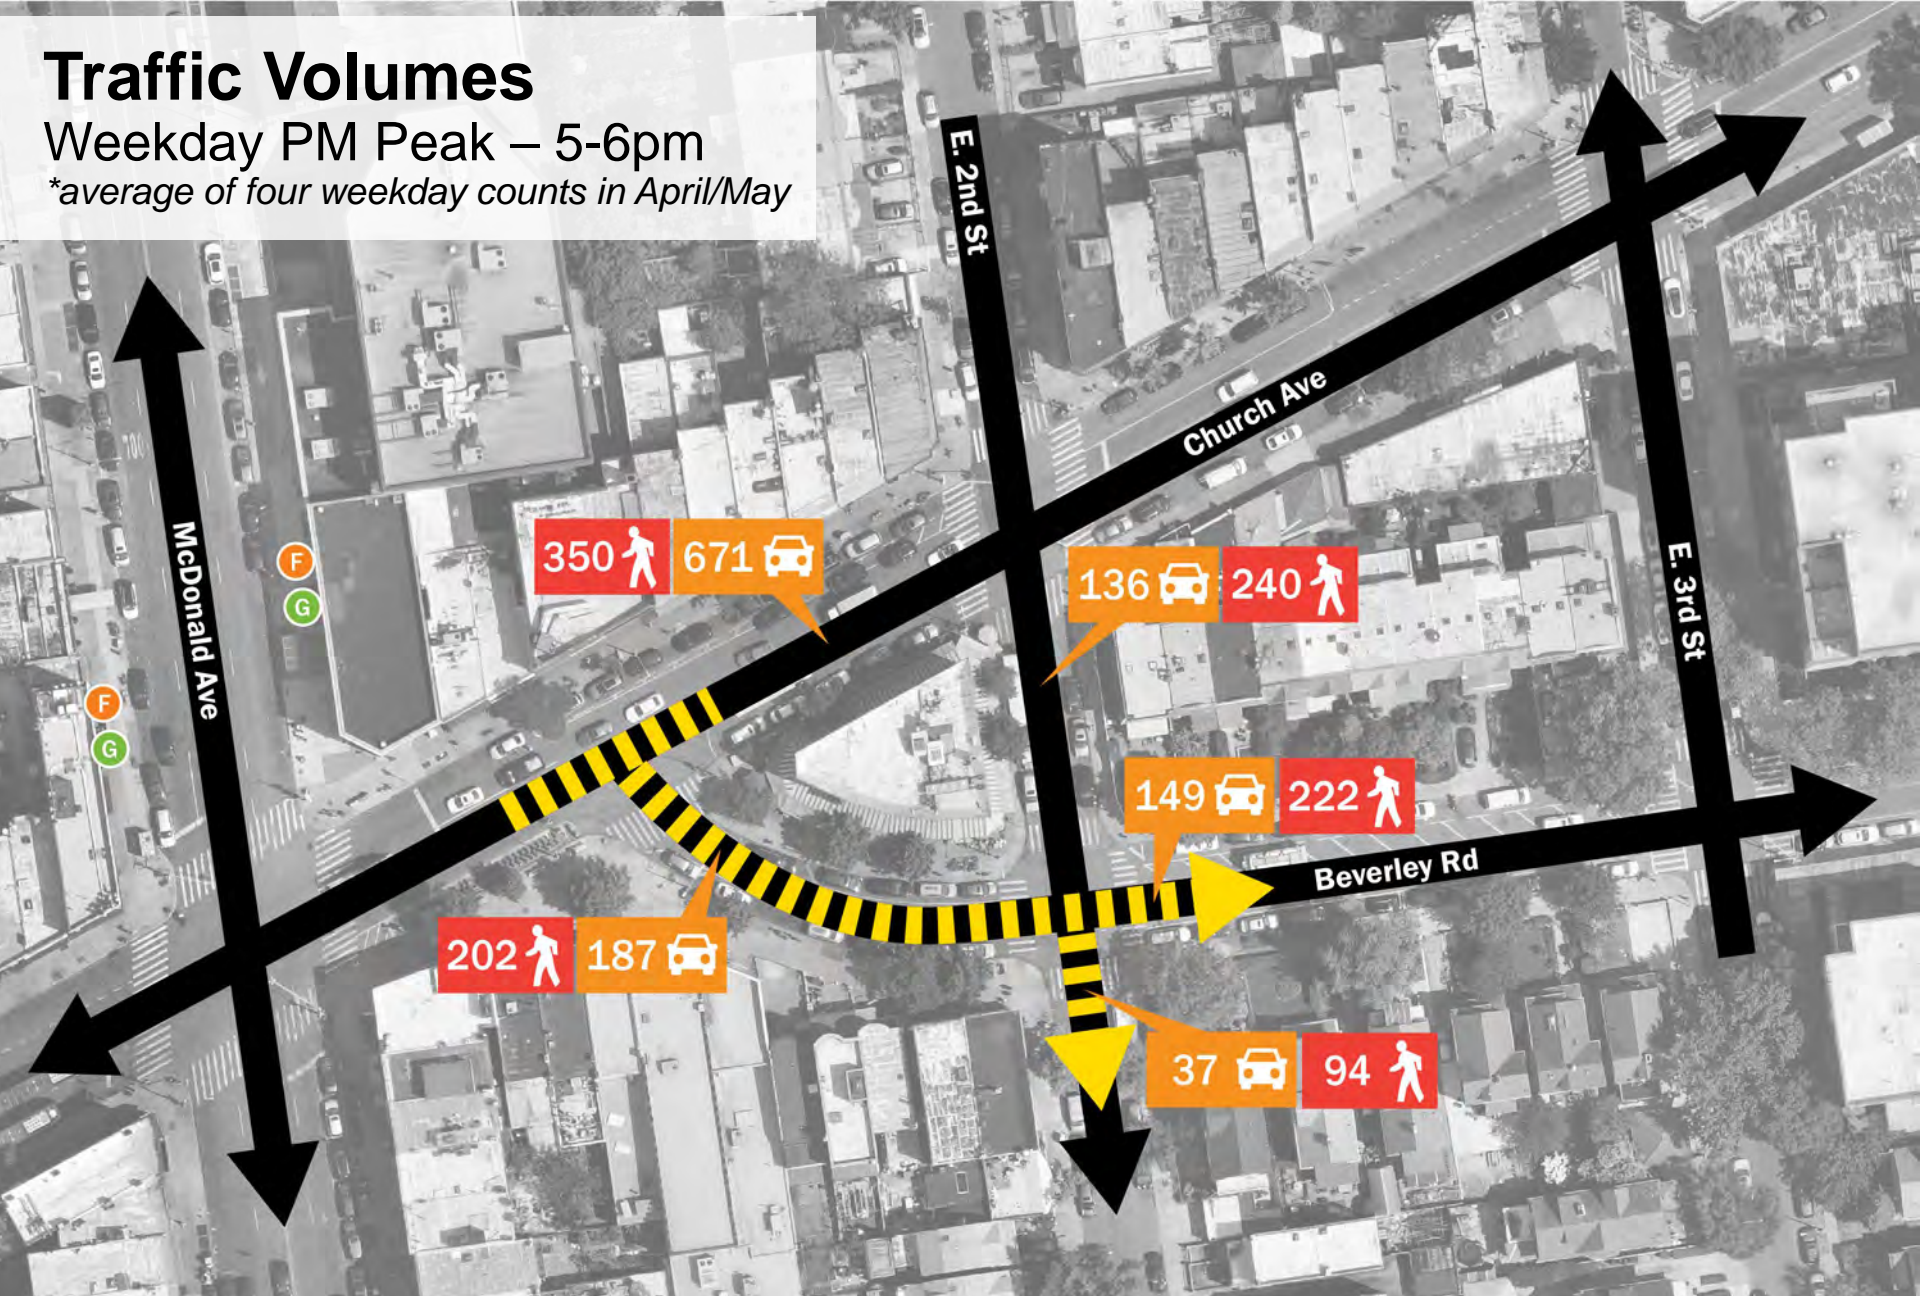 Traffic Volumes
Weekday PM Peak – 5-6pm
*average of four weekday counts in April/May
E. 2nd St
Church Ave
McDonald Ave
F
G
350 671
136 240
E. 3rd St
F
G
149 222
Beverley Rd
202 187
37 94